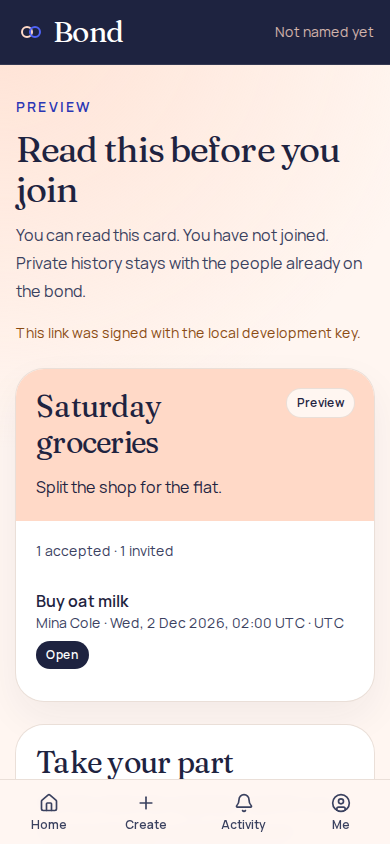 Bond
Not named yet
PREVIEW
Read this before you
join
You can read this card. You have not joined.
Private history stays with the people already on
the bond.
This link was signed with the local development key.
Saturday
groceries
Preview
Split the shop for the flat.
1 accepted · 1 invited
Buy oat milk
Mina Cole · Wed, 2 Dec 2026, 02:00 UTC · UTC
Open
Take your part
Home
Create
Activity
Me